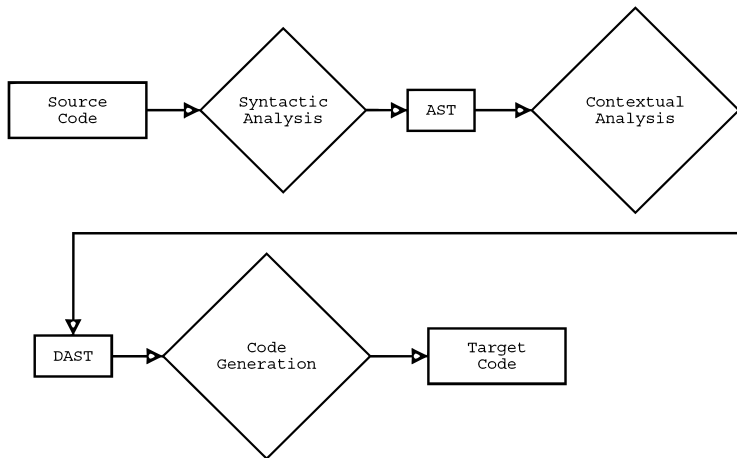 Source
Code
Syntactic
Analysis
AST
Contextual
Analysis
DAST
Code
Generation
Target
Code